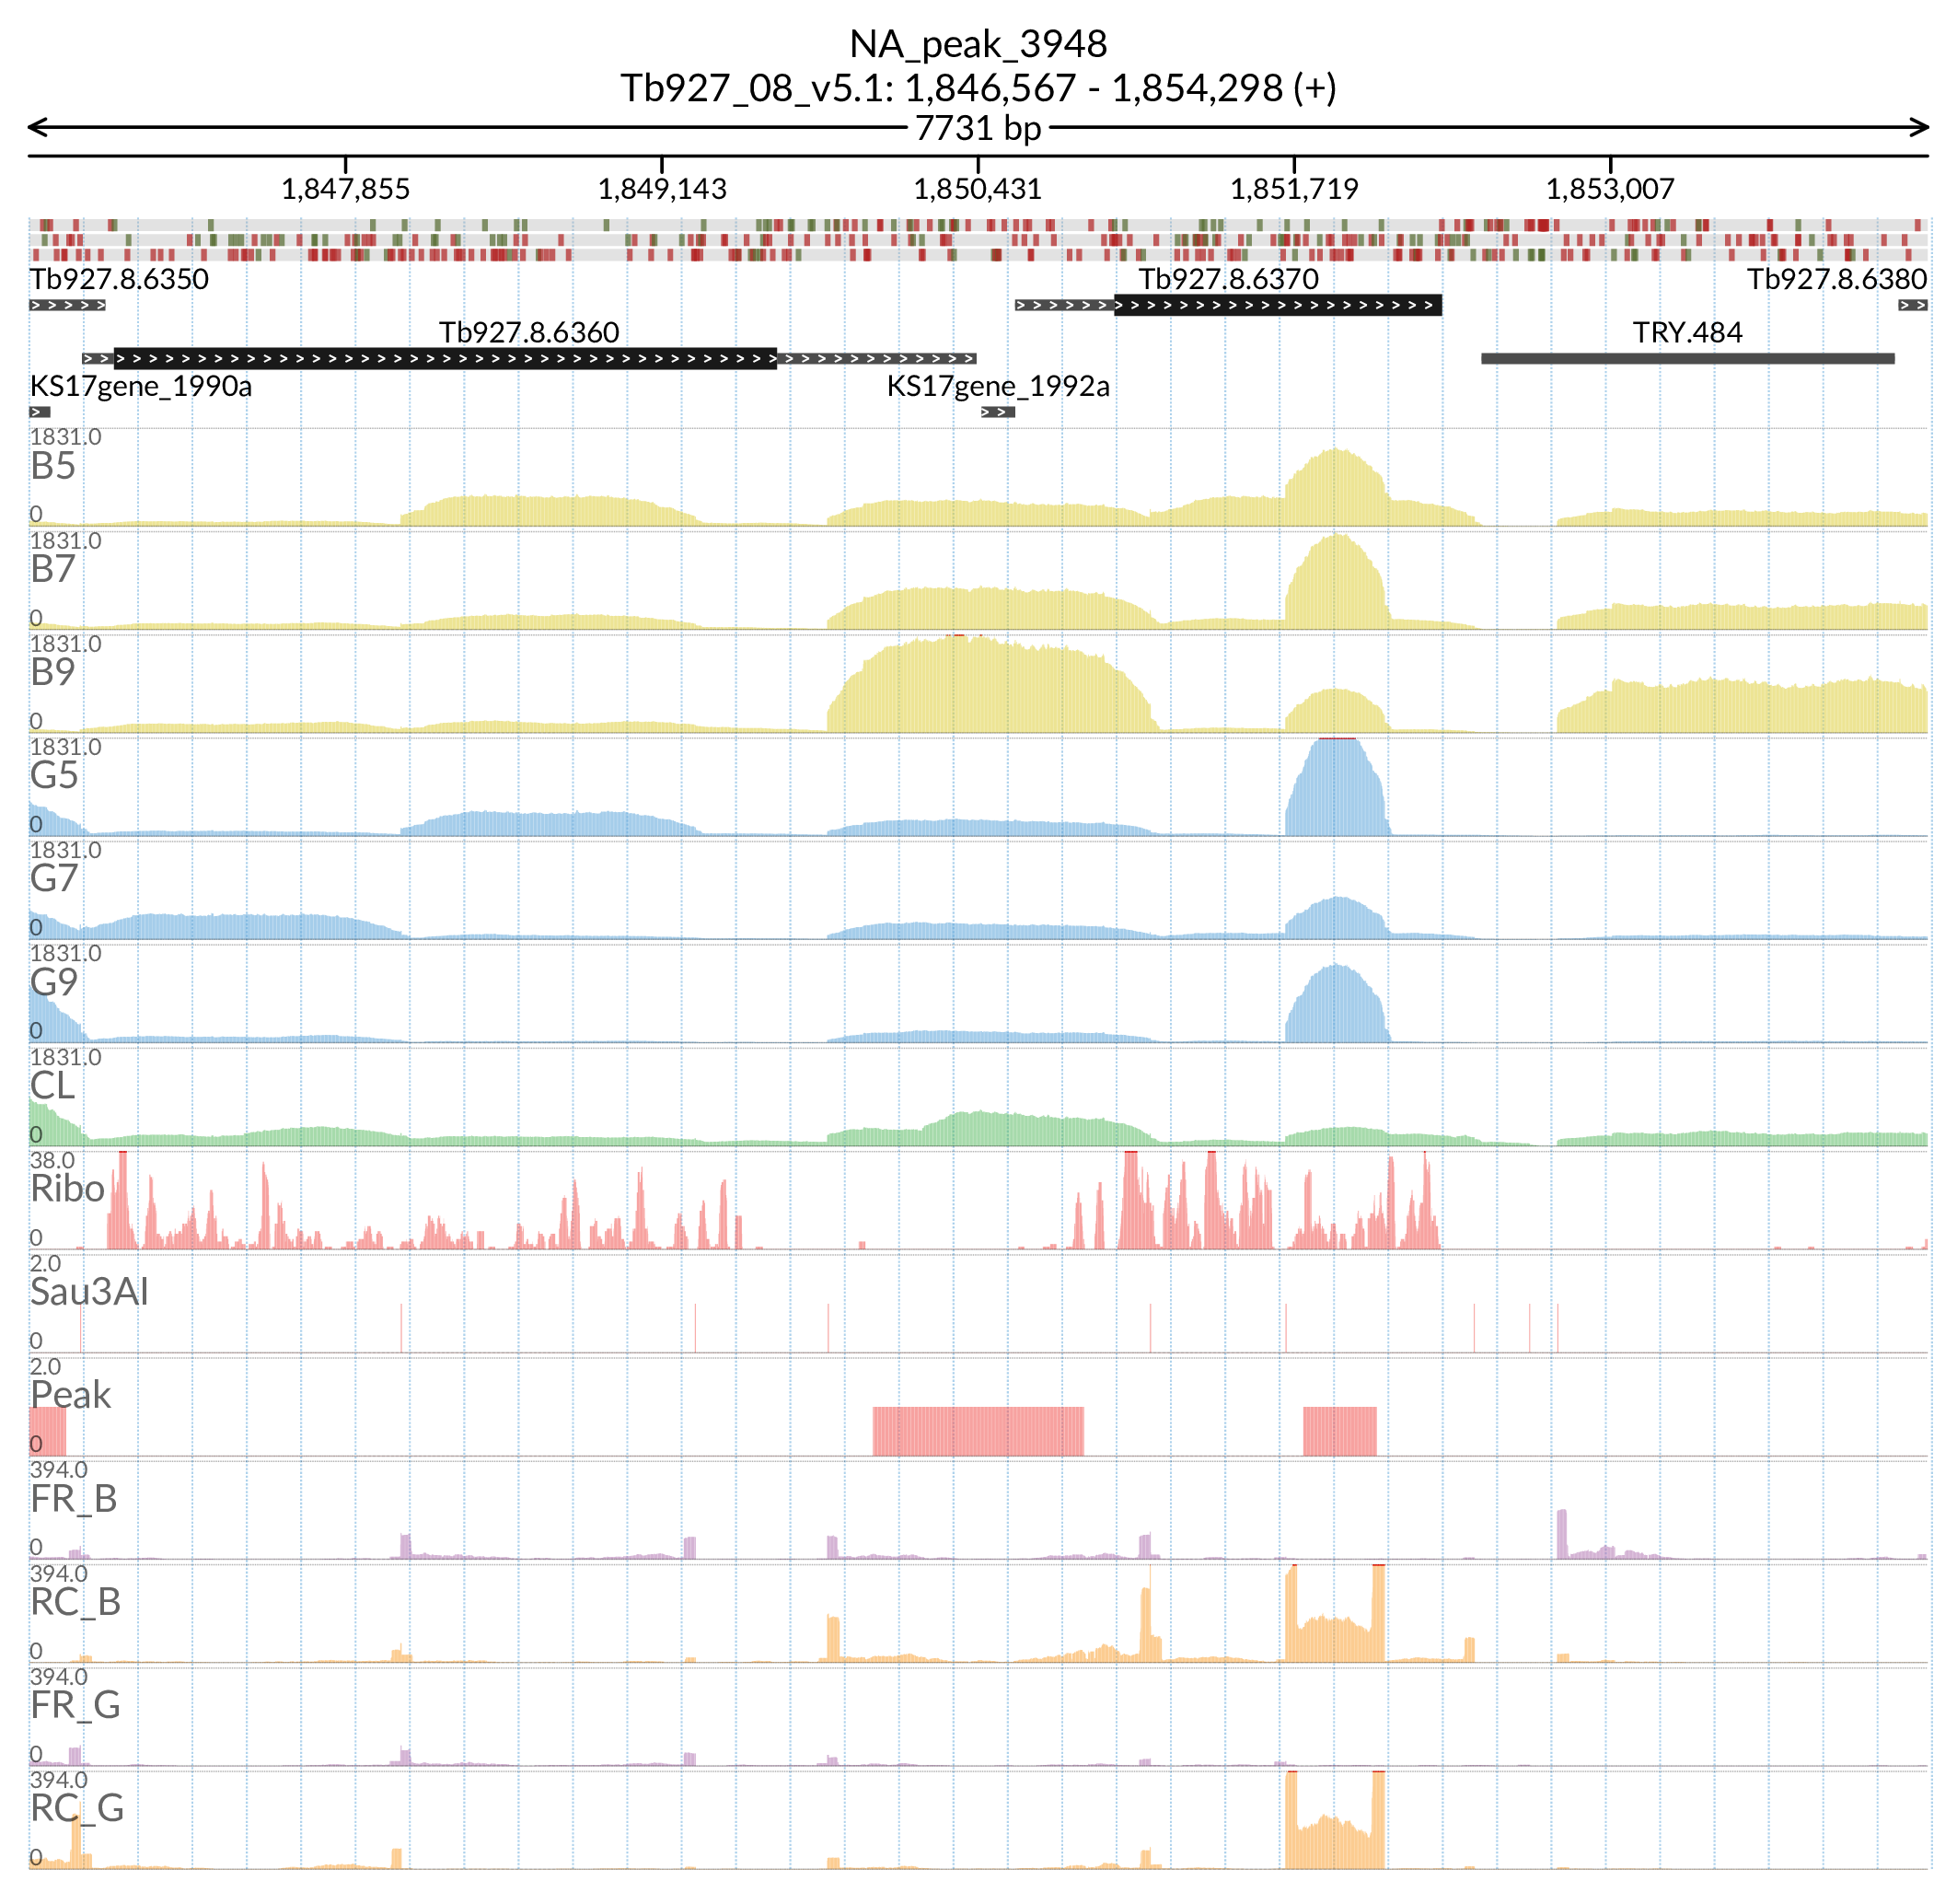 NA_peak_3948
Tb927_08_v5.1: 1,846,567 - 1,854,298 (+)
7731 bp
1,847,855 1,849,143 1,850,431 1,851,719 1,853,007
Tb927.8.6350 Tb927.8.6370 Tb927.8.6380
Tb927.8.6360 TRY.484
KS17gene_1990a KS17gene_1992a
1831.0
B5
0
1831.0
B7
0
1831.0
B9
0
1831.0
G5
0
1831.0
G7
0
1831.0
G9
0
1831.0
CL
0
38.0
Ribo
0
2.0
Sau3AI
0
2.0
Peak
0
394.0
FR_B
0
394.0
RC_B
0
394.0
FR_G
0
394.0
RC_G
0